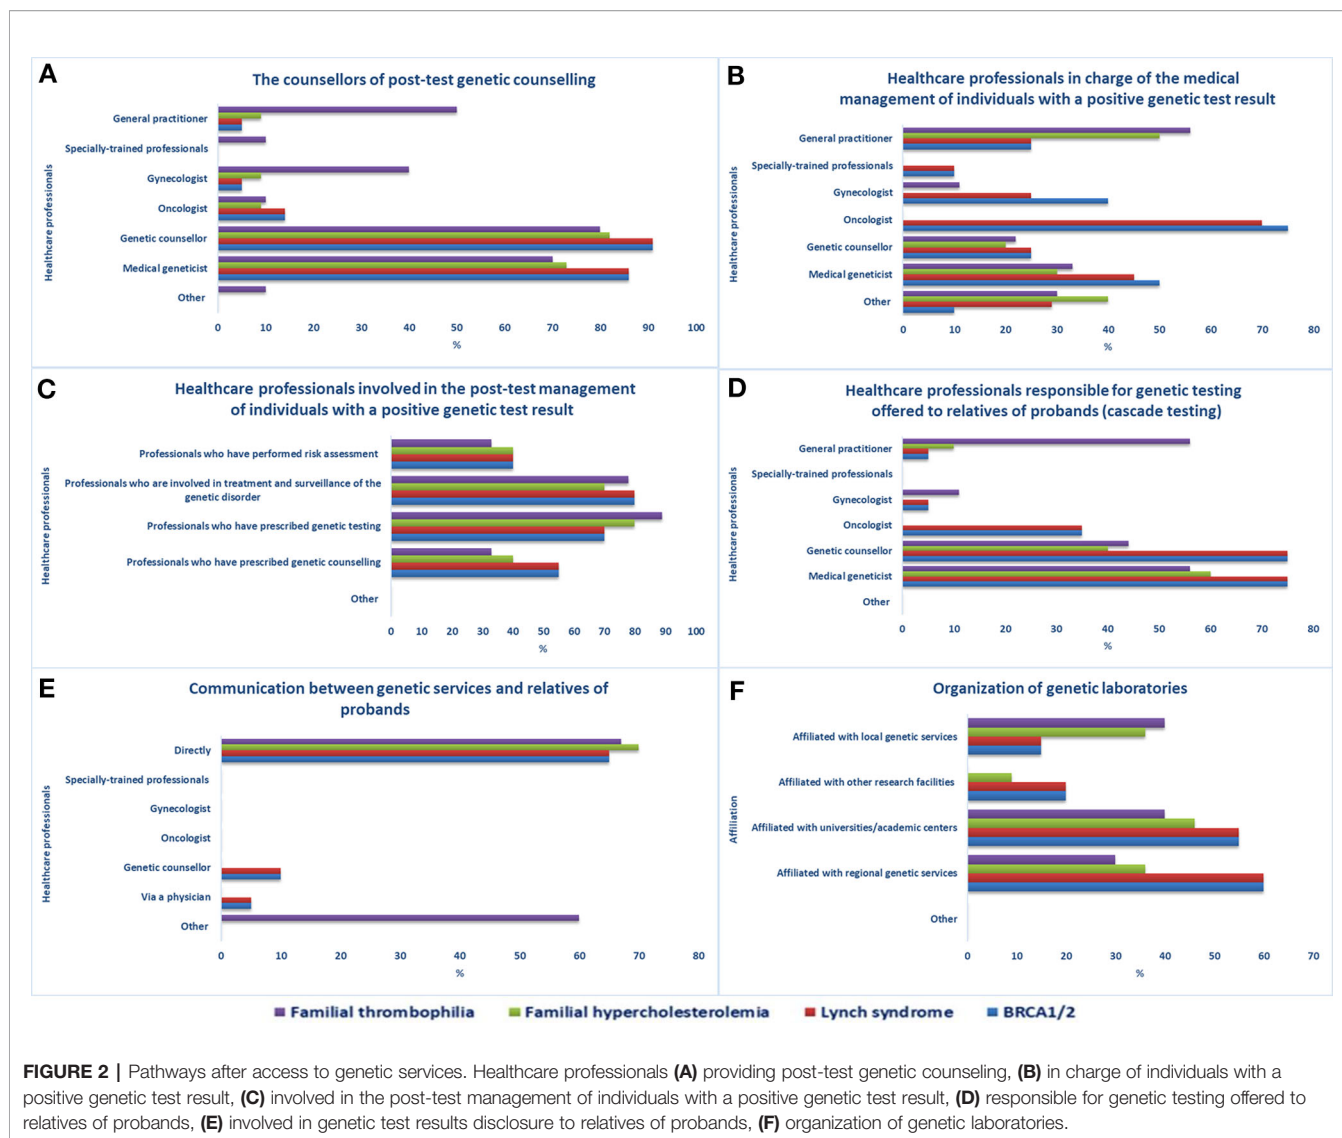 A
The counsellors of post-test genetic counselling
Healthcare professionals
General practitioner
Specially-trained professionals
Gynecologist
Oncologist
Genetic counsellor
Medical geneticist
Other
0 10 20 30 40 50 60 70 80 90 100
%
B
Healthcare professionals in charge of the medical
management of individuals with a positive genetic test result
Healthcare professionals
General practitioner
Specially-trained professionals
Gynecologist
Oncologist
Genetic counsellor
Medical geneticist
Other
0 10 20 30 40 50 60 70 80
%
C
Healthcare professionals involved in the post-test management
of individuals with a positive genetic test result
Healthcare professionals
Professionals who have performed risk assessment
Professionals who are involved in treatment and surveillance of the
genetic disorder
Professionals who have prescribed genetic testing
Professionals who have prescribed genetic counselling
Other
0 10 20 30 40 50 60 70 80 90 100
%
D
Healthcare professionals responsible for genetic testing
offered to relatives of probands (cascade testing)
Healthcare professionals
General practitioner
Specially-trained professionals
Gynecologist
Oncologist
Genetic counsellor
Medical geneticist
Other
0 10 20 30 40 50 60 70 80
%
E
Communication between genetic services and relatives of
probands
Healthcare professionals
Directly
Specially-trained professionals
Gynecologist
Oncologist
Genetic counsellor
Via a physician
Other
0 10 20 30 40 50 60 70 80
%
F
Organization of genetic laboratories
Affiliation
Affiliated with local genetic services
Affiliated with other research facilities
Affiliated with universities/academic centers
Affiliated with regional genetic services
Other
0 10 20 30 40 50 60 70
%
Familial thrombophilia Familial hypercholesterolemia Lynch syndrome BRCA1/2
FIGURE 2 | Pathways after access to genetic services. Healthcare professionals (A) providing post-test genetic counseling, (B) in charge of individuals with a
positive genetic test result, (C) involved in the post-test management of individuals with a positive genetic test result, (D) responsible for genetic testing offered to
relatives of probands, (E) involved in genetic test results disclosure to relatives of probands, (F) organization of genetic laboratories.